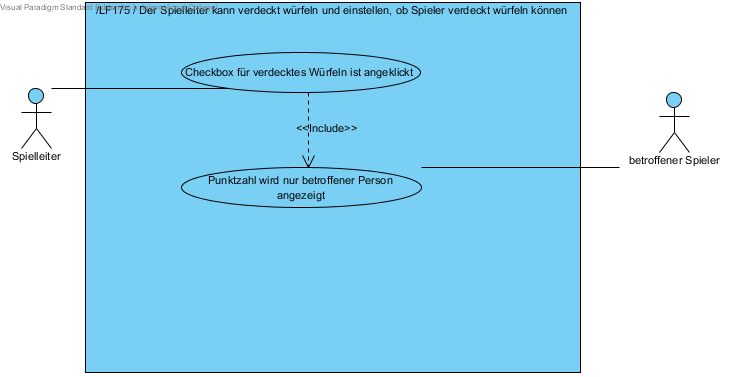 Visual Paradigm Standard
/LF175 / Der Spielleiter kann verdeckt würfeln und einstellen, ob Spieler verdeckt würfeln können
Checkbox für verdecktes Würfeln ist angeklickt
<<Include>>
Spielleiter
betroffener Spieler
Punktzahl wird nur betroffener Person
angezeigt